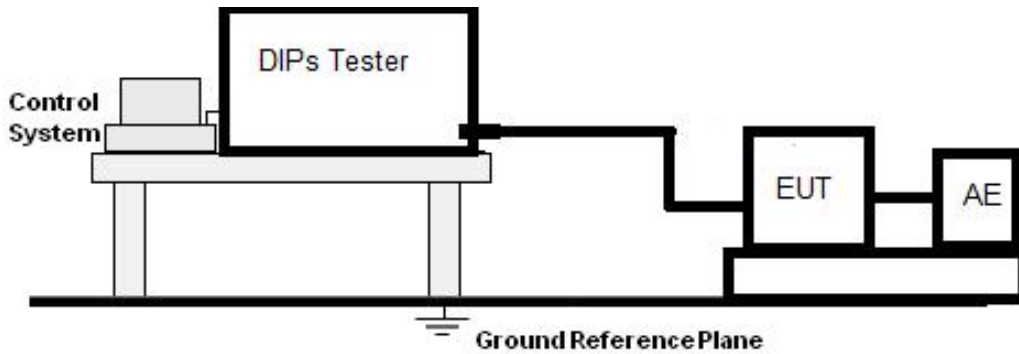 DIPs Tester
Control
System
EUT
AE
Ground Reference Plane